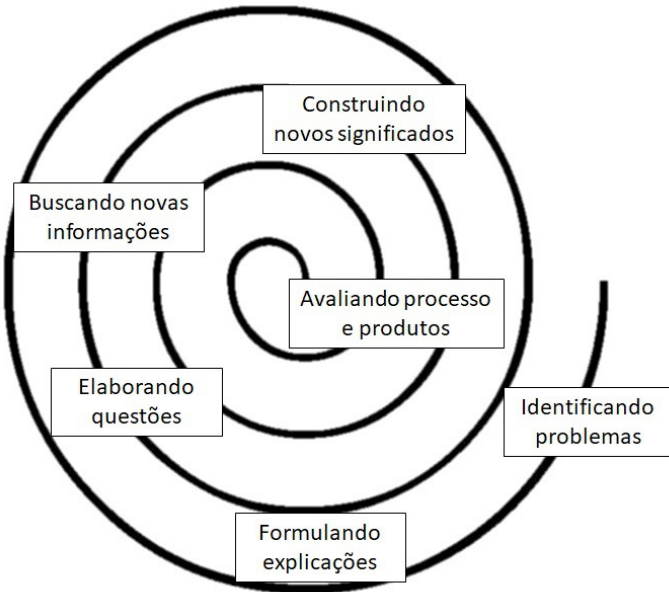 Construindo
novos significados
Buscando novas
informações
Avaliando processo
e produtos
Elaborando
questões
Identificando
problemas
Formulando
explicações